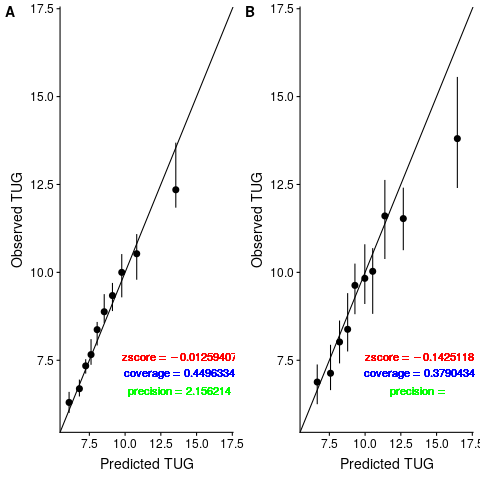 A
17.5
15.0
12.5
10.0
7.5
Observed TUG
zscore = −0.01259407
coverage = 0.4496334
precision = 2.156214
7.5 10.0 12.5 15.0 17.5
Predicted TUG
B
17.5
15.0
12.5
10.0
7.5
Observed TUG
zscore = −0.1425118
coverage = 0.3790434
precision =
7.5 10.0 12.5 15.0 17.5
Predicted TUG